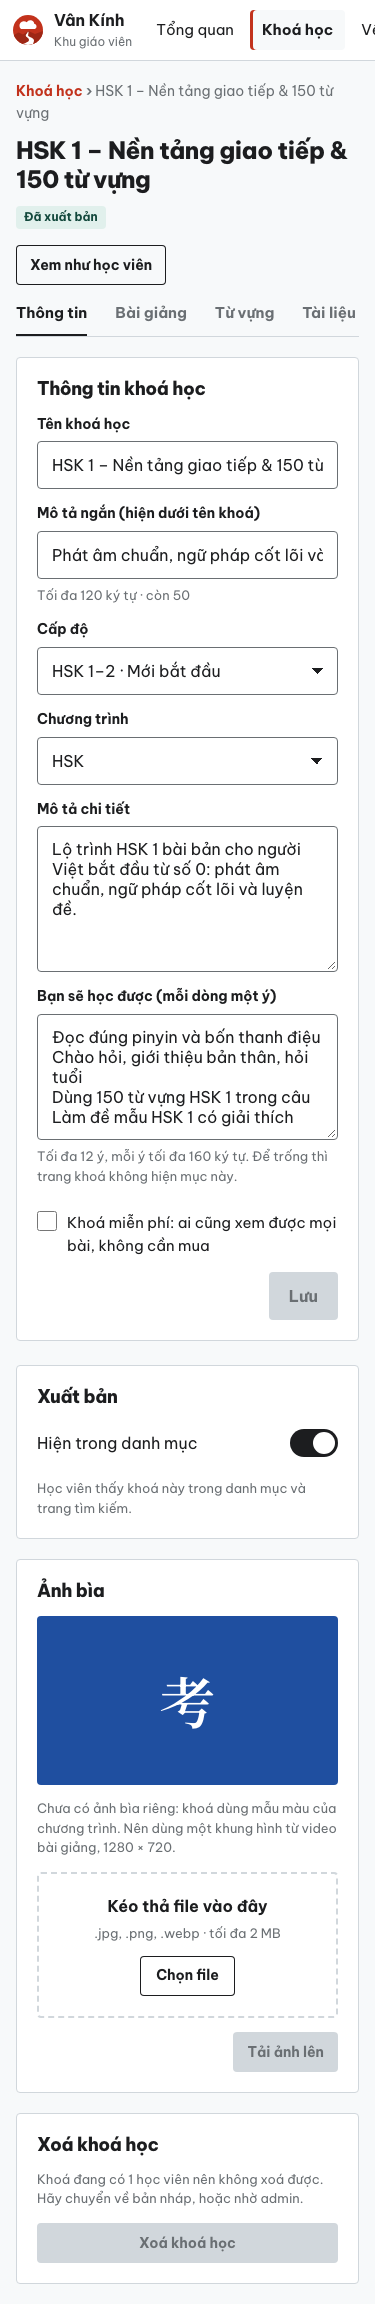 Vân Kính
Khu giáo viên
Tổng quan
Khoá học
Khoá học › HSK 1 – Nền tảng giao tiếp & 150 từ
vựng
HSK 1 – Nền tảng giao tiếp &
150 từ vựng
Đã xuất bản
Xem như học viên
Thông tin
Bài giảng
Từ vựng
Tài liệu
Thông tin khoá học
Tên khoá học
HSK 1 – Nền tảng giao tiếp & 150 từ
Mô tả ngắn (hiện dưới tên khoá)
Phát âm chuẩn, ngữ pháp cốt lõi và
Tối đa 120 ký tự · còn 50
Cấp độ
HSK 1–2 · Mới bắt đầu
Chương trình
HSK
Mô tả chi tiết
Lộ trình HSK 1 bài bản cho người
Việt bắt đầu từ số 0: phát âm
chuẩn, ngữ pháp cốt lõi và luyện
đề.
Bạn sẽ học được (mỗi dòng một ý)
Đọc đúng pinyin và bốn thanh điệu
Chào hỏi, giới thiệu bản thân, hỏi
tuổi
Dùng 150 từ vựng HSK 1 trong câu
Làm đề mẫu HSK 1 có giải thích
Tối đa 12 ý, mỗi ý tối đa 160 ký tự. Để trống thì
trang khoá không hiện mục này.
Khoá miễn phí: ai cũng xem được mọi
bài, không cần mua
Lưu
Xuất bản
Hiện trong danh mục
Học viên thấy khoá này trong danh mục và
trang tìm kiếm.
Ảnh bìa
考
Chưa có ảnh bìa riêng: khoá dùng mẫu màu của
chương trình. Nên dùng một khung hình từ video
bài giảng, 1280 × 720.
Kéo thả file vào đây
.jpg, .png, .webp · tối đa 2 MB
Chọn file
Tải ảnh lên
Xoá khoá học
Khoá đang có 1 học viên nên không xoá được.
Hãy chuyển về bản nháp, hoặc nhờ admin.
Xoá khoá học